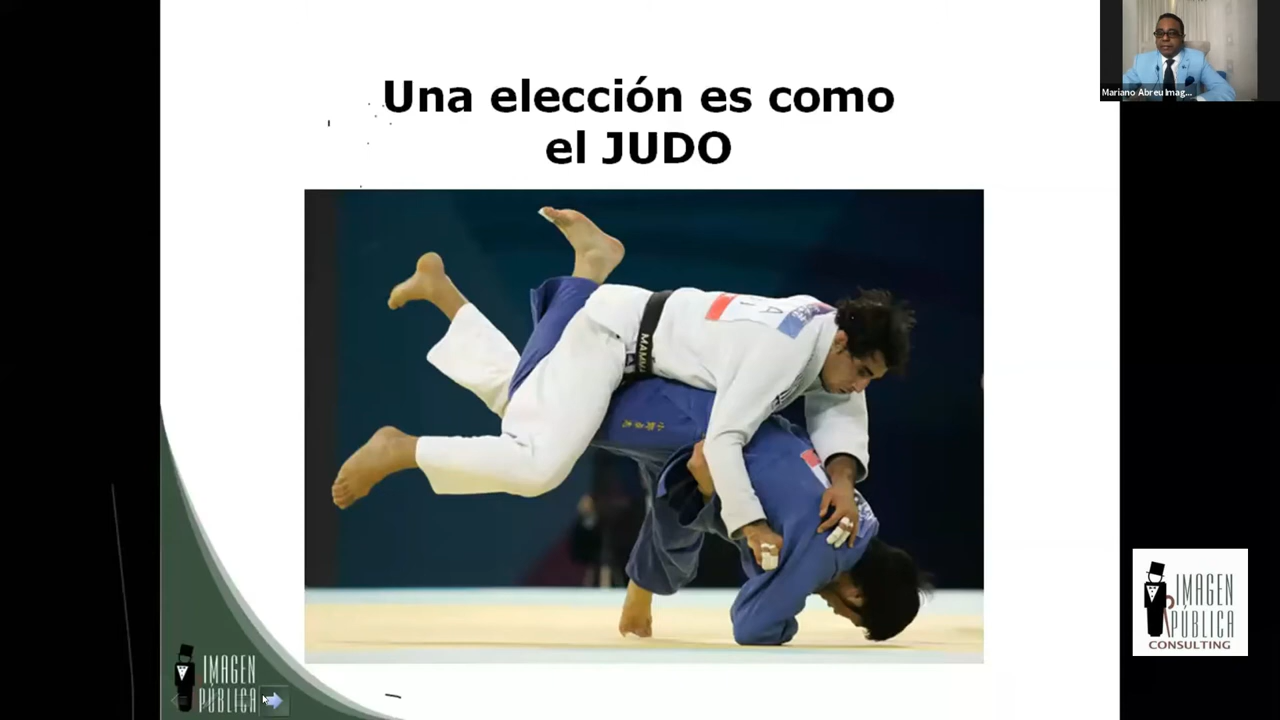 Una elección es como
el JUDO
Mariano Abreu Imag...
IMAGEN
PÚBLICA
CONSULTING
IMAGEN
PÚBLICA